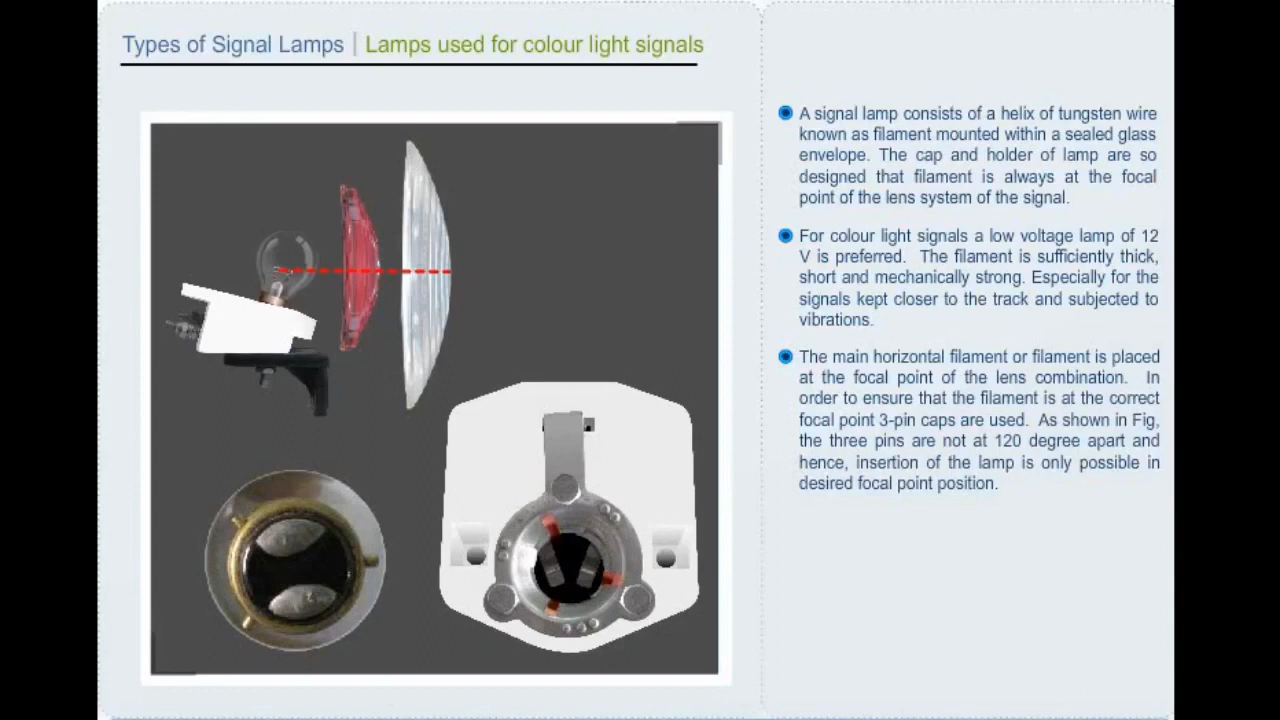 Types of Signal Lamps | Lamps used for colour light signals
A signal lamp consists of a helix of tungsten wire
known as filament mounted within a sealed glass
envelope. The cap and holder of lamp are so
designed that filament is always at the focal
point of the lens system of the signal.
For colour light signals a low voltage lamp of 12
V is preferred. The filament is sufficiently thick,
short and mechanically strong. Especially for the
signals kept closer to the track and subjected to
vibrations.
The main horizontal filament or filament is placed
at the focal point of the lens combination. In
order to ensure that the filament is at the correct
focal point 3-pin caps are used. As shown in Fig,
the three pins are not at 120 degree apart and
hence, insertion of the lamp is only possible in
desired focal point position.